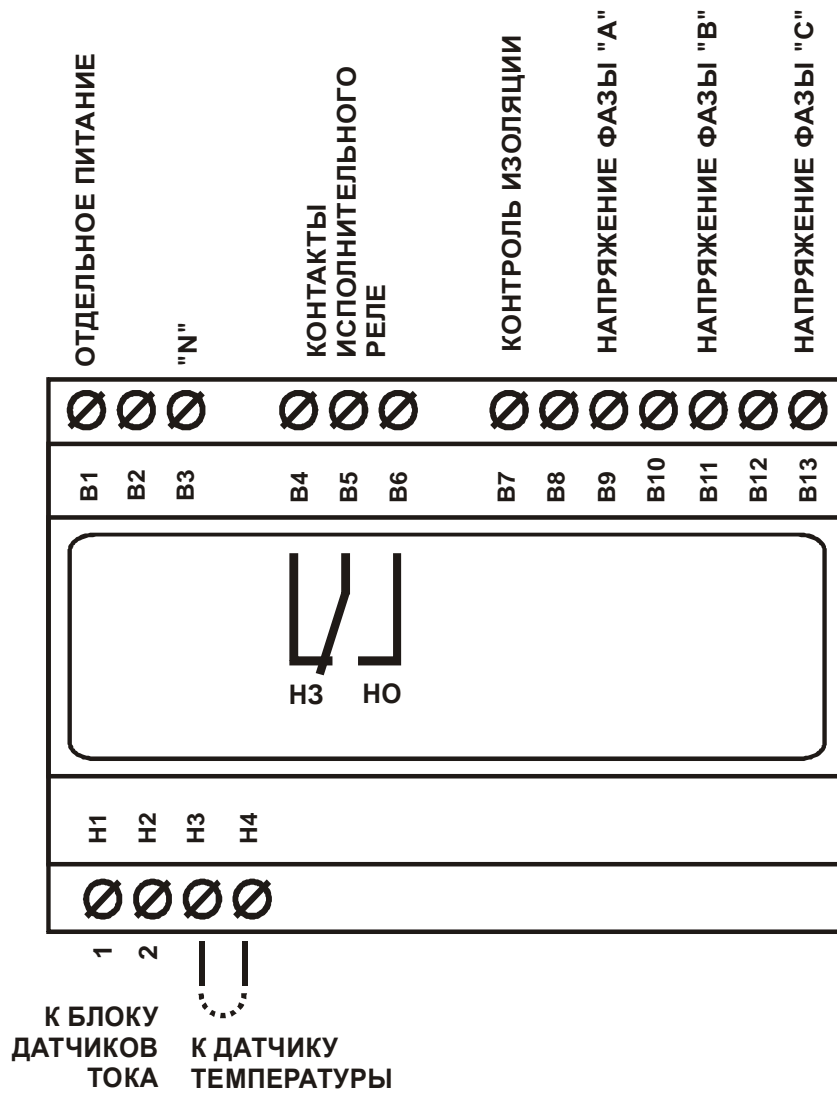 ОТДЕЛЬНОЕ ПИТАНИЕ
"N"
КОНТАКТЫ
ИСПОЛНИТЕЛЬНОГО
РЕЛЕ
КОНТРОЛЬ ИЗОЛЯЦИИ
НАПРЯЖЕНИЕ ФАЗЫ "А"
НАПРЯЖЕНИЕ ФАЗЫ "В"
НАПРЯЖЕНИЕ ФАЗЫ "С"
В1 В2 В3 В4 В5 В6 В7 В8 В9 В10 В11 В12 В13
НЗ НО
Н1 Н2 Н3 Н4
1 2
К БЛОКУ
ДАТЧИКОВ
ТОКА
К ДАТЧИКУ
ТЕМПЕРАТУРЫ